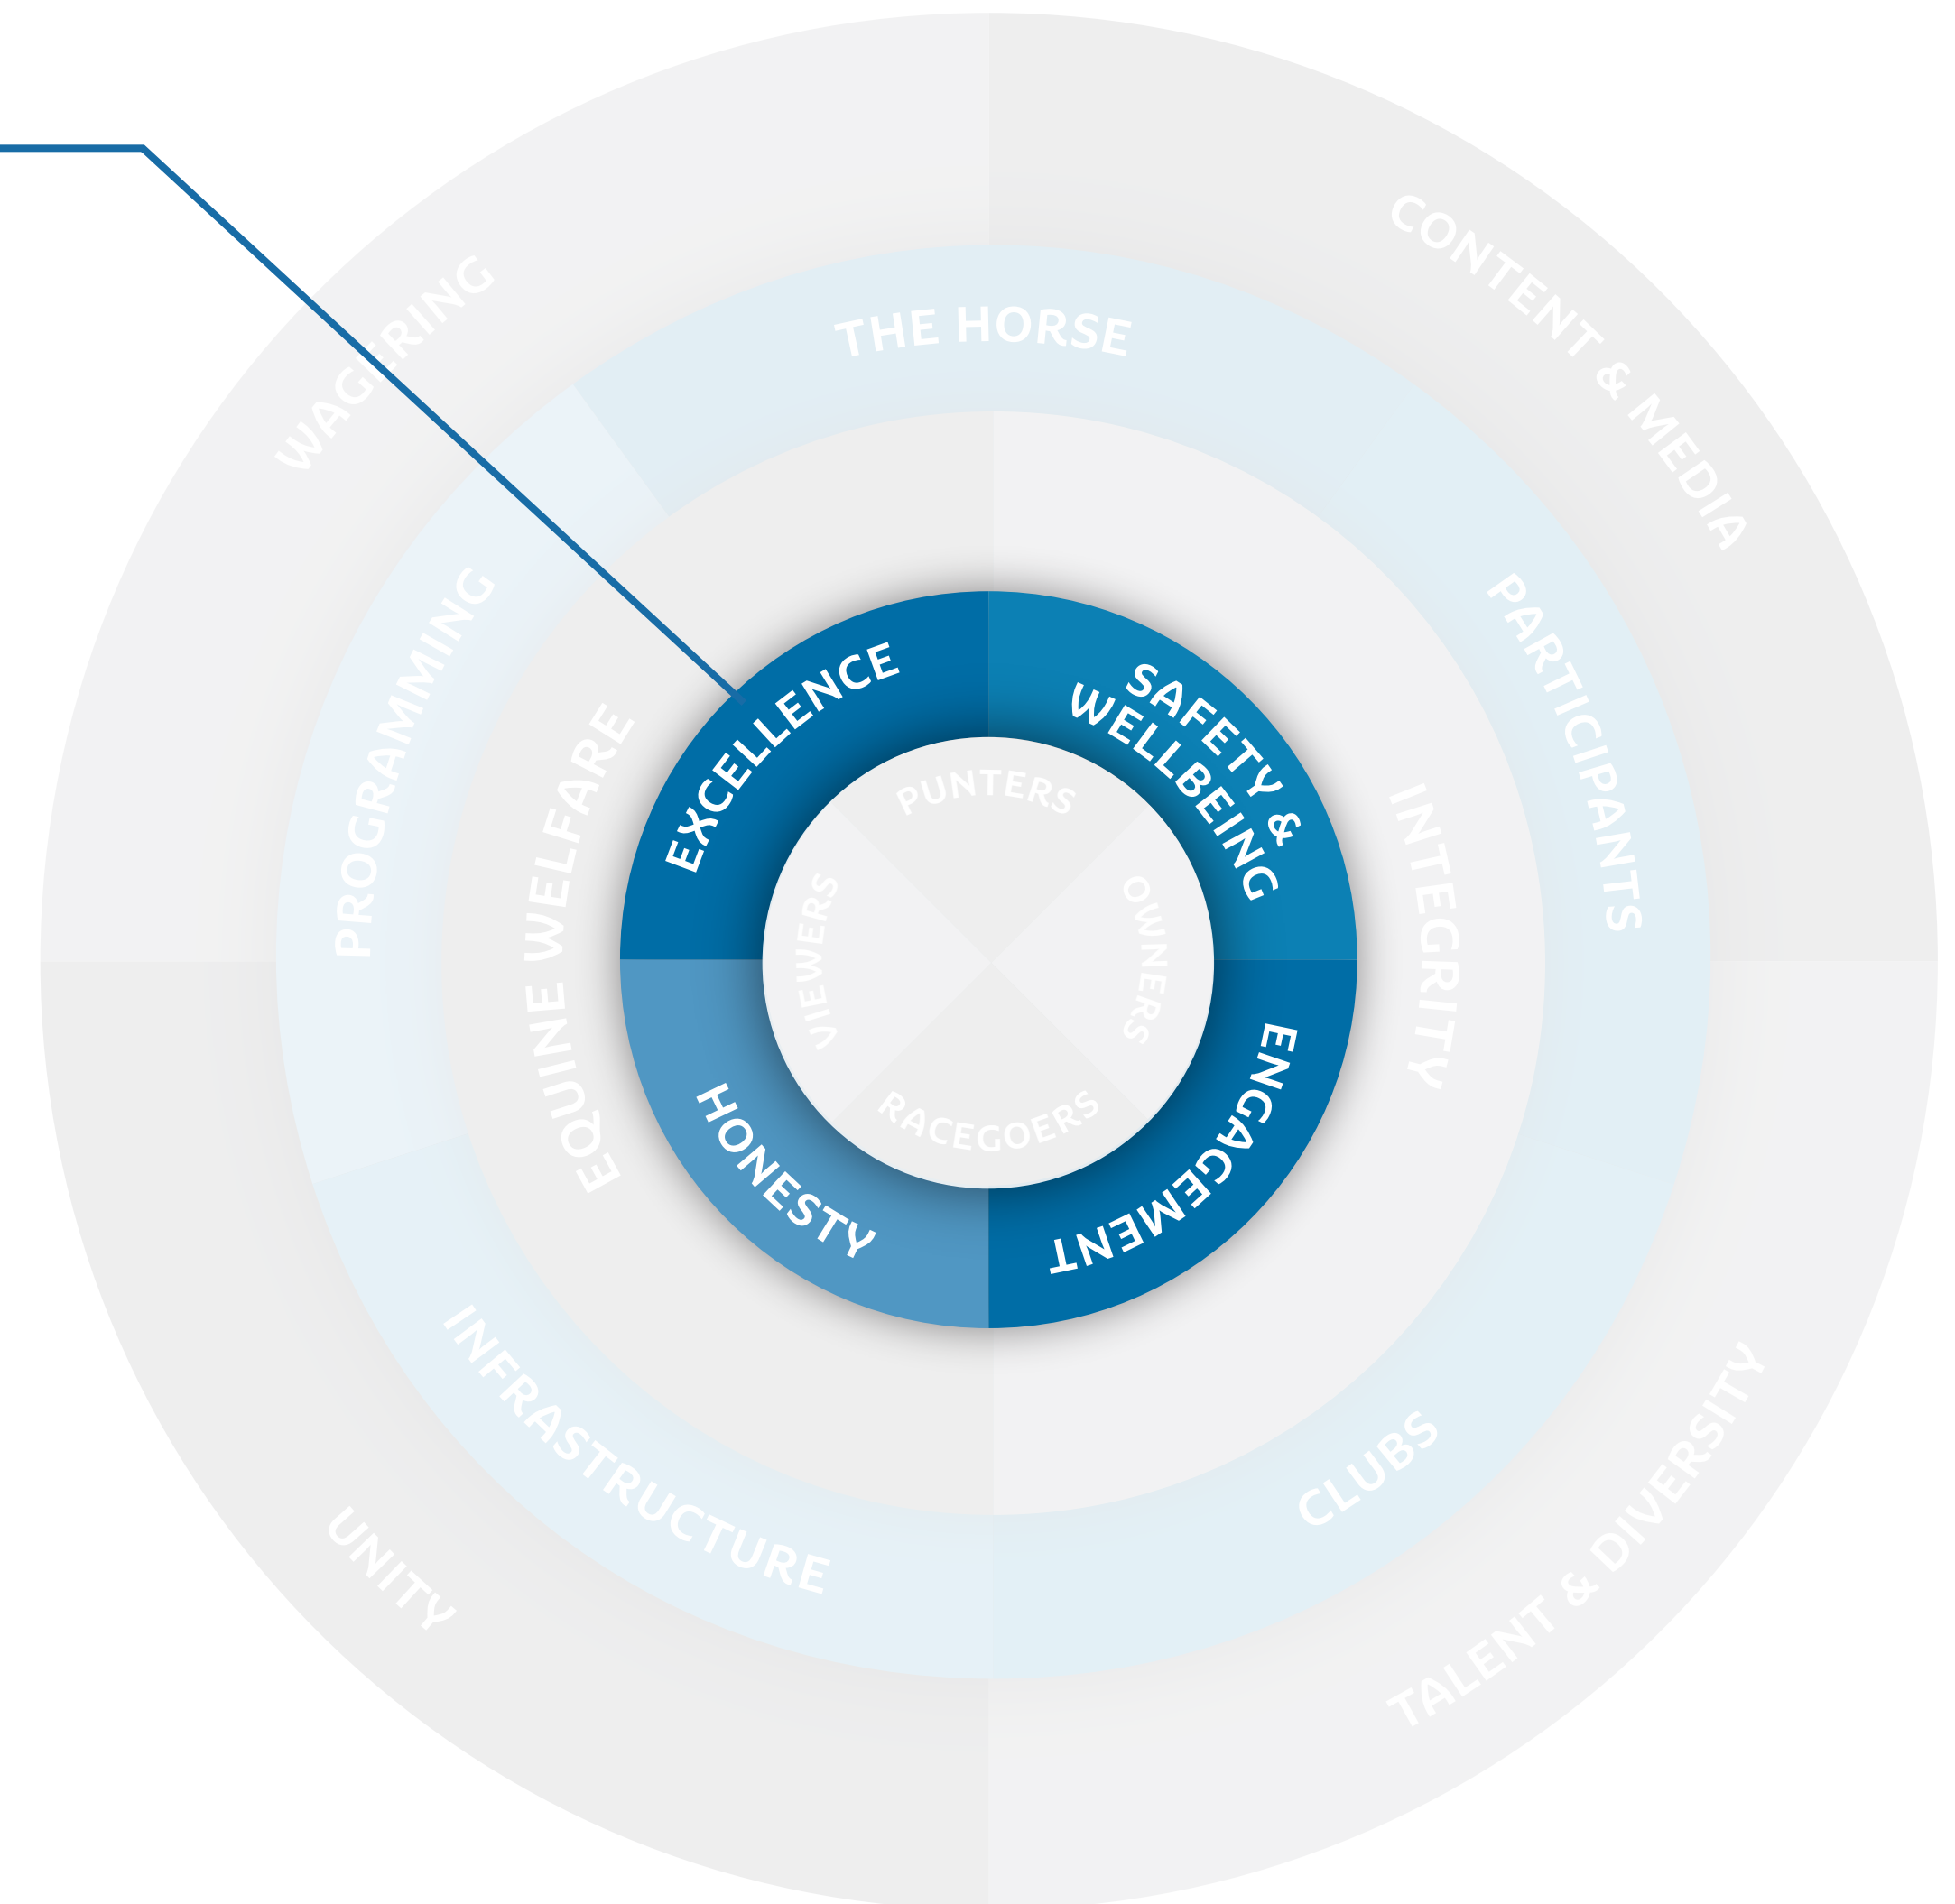 WAGERING
CONTENT & MEDIA
THE HORSE
PROGRAMMING
PARTICIPANTS
EQUINE WELFARE
INTEGRITY
EXCELLENCE
SAFETY &
WELLBEING
PUNTERS
VIEWERS
OWNERS
RACEGOERS
HONESTY
ENGAGEMENT
INFRASTRUCTURE
CLUBS
UNITY
TALENT & DIVERSITY